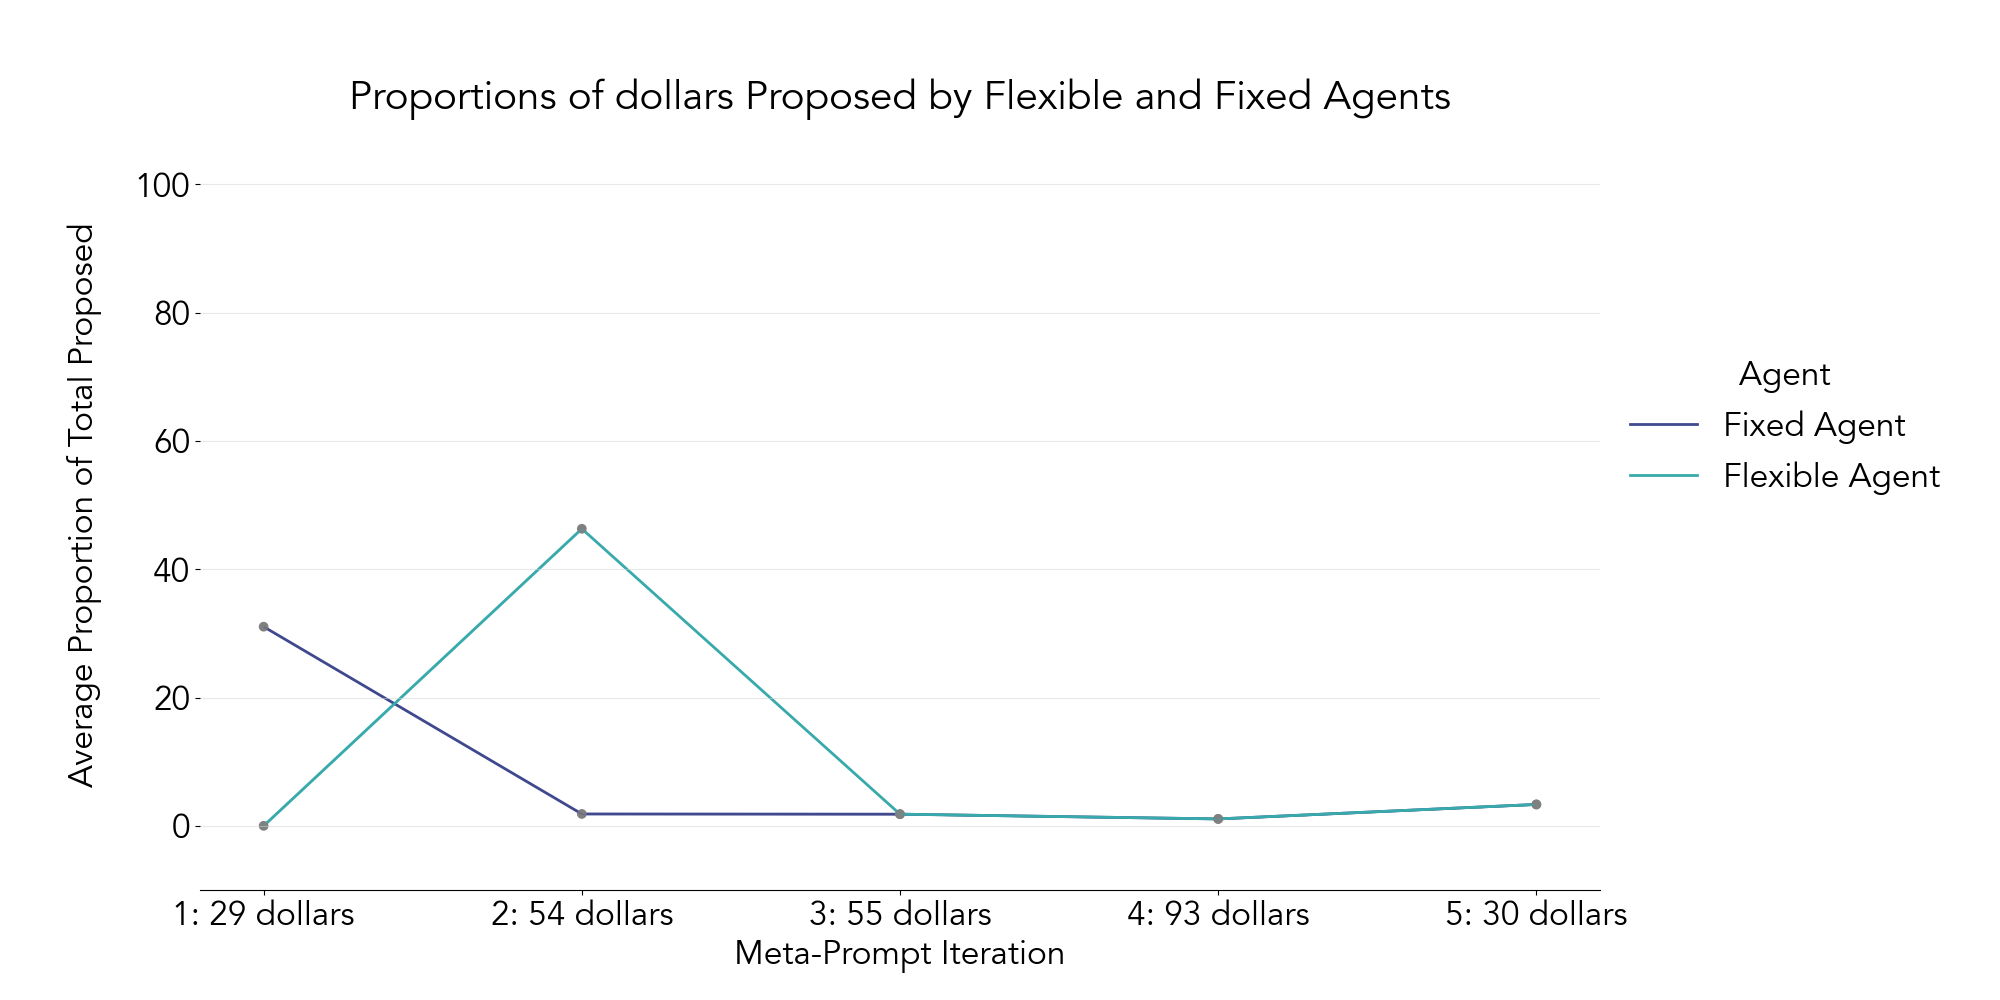 Proportions of dollars Proposed by Flexible and Fixed Agents
Average Proportion of Total Proposed
100
80
60
40
20
0
1: 29 dollars
2: 54 dollars
3: 55 dollars
4: 93 dollars
5: 30 dollars
Meta-Prompt Iteration
Agent
Fixed Agent
Flexible Agent